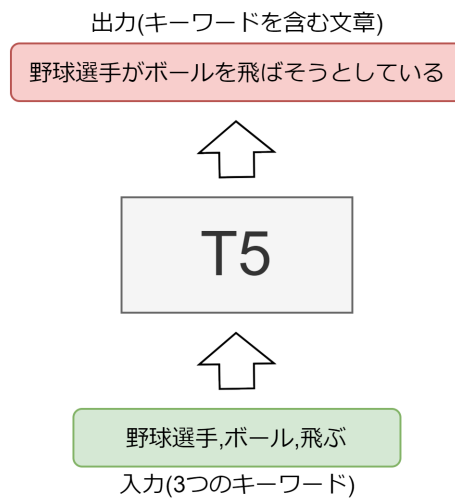 出力(キーワードを含む文章)
野球選手がボールを飛ばそうとしている
T5
野球選手,ボール,飛ぶ
入力(3つのキーワード)